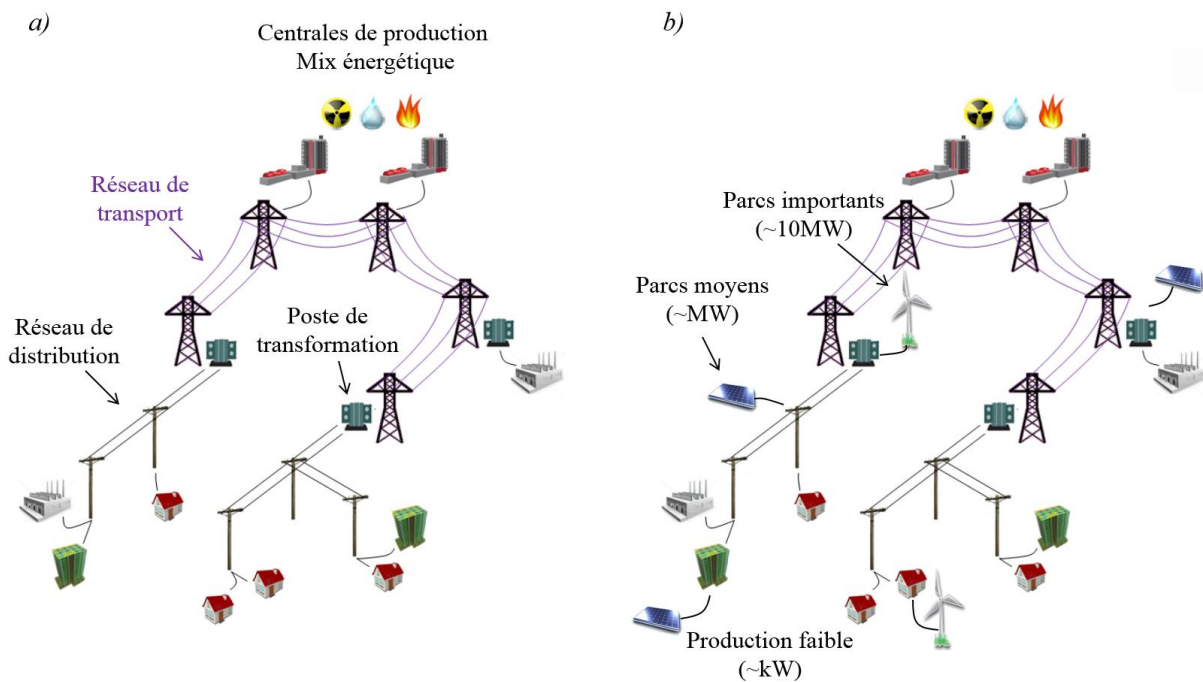 a)
Centrales de production
Mix énergétique
Réseau de
transport
Réseau de
distribution
Poste de
transformation
b)
Parcs importants
(~10MW)
Parcs moyens
(~MW)
Production faible
(~kW)